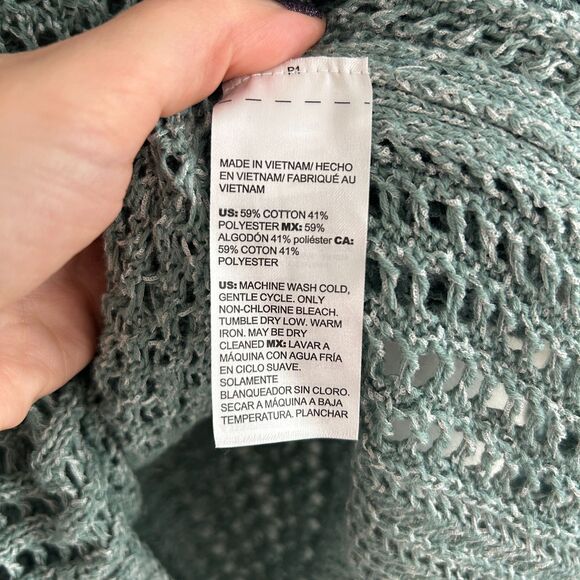 P1
MADE IN VIETNAM/ HECHO
EN VIETNAM/ FABRIQUÉ AU
VIETNAM
US: 59% COTTON 41%
POLYESTER MX: 59%
ALGODÓN 41% poliéster CA:
59% COTON 41%
POLYESTER
US: MACHINE WASH COLD,
GENTLE CYCLE. ONLY
NON-CHLORINE BLEACH.
TUMBLE DRY LOW. WARM
IRON. MAY BE DRY
CLEANED MX: LAVAR A
MÁQUINA CON AGUA FRÍA
EN CICLO SUAVE.
SOLAMENTE
BLANQUEADOR SIN CLORO.
SECAR A MÁQUINA A BAJA
TEMPERATURA. PLANCHAR